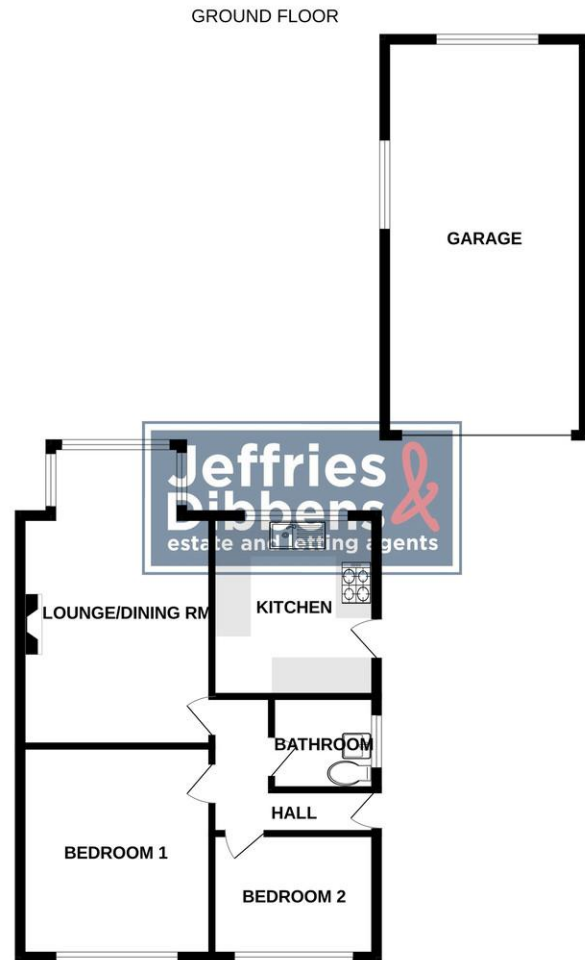 GROUND FLOOR
GARAGE
Jeffries &
Dibbens
estate and letting agents
LOUNGE/DINING RM
KITCHEN
BATHROOM
HALL
BEDROOM 1
BEDROOM 2